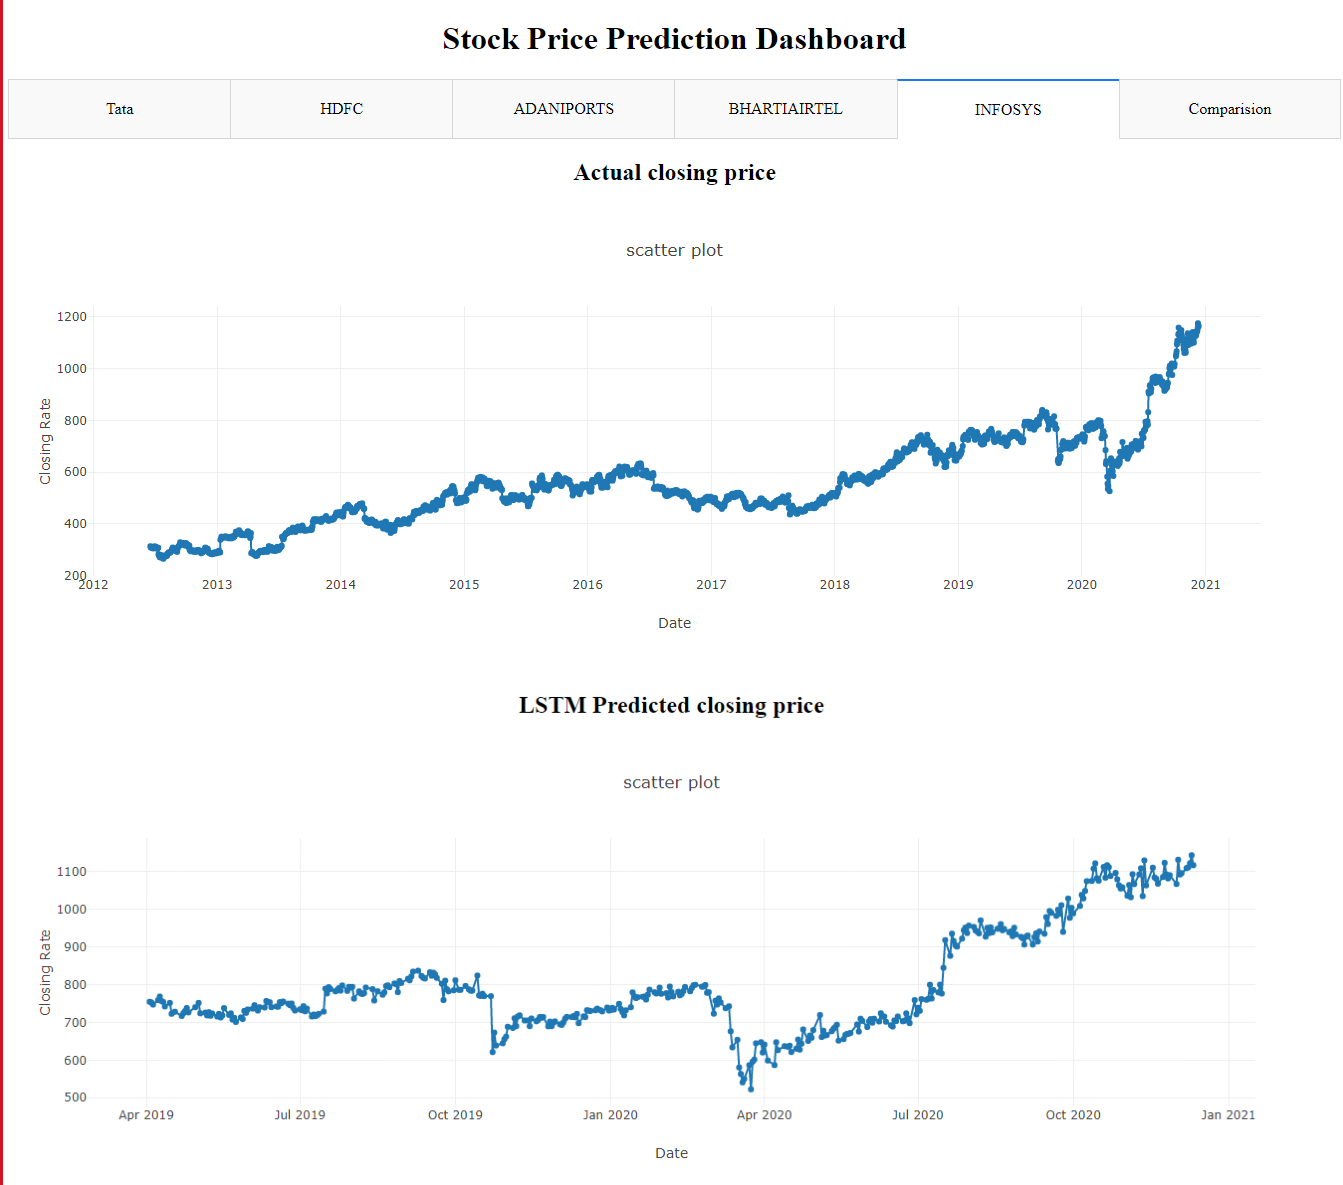 Stock Price Prediction Dashboard
Tata HDFC ADANIPORTS BHARTIAIRTEL INFOSYS Comparision
Actual closing price
scatter plot
Closing Rate
1200
1000
800
600
400
200
2012 2013 2014 2015 2016 2017 2018 2019 2020 2021
Date
LSTM Predicted closing price
scatter plot
Closing Rate
1100
1000
900
800
700
600
500
Apr 2019 Jul 2019 Oct 2019 Jan 2020 Apr 2020 Jul 2020 Oct 2020 Jan 2021
Date